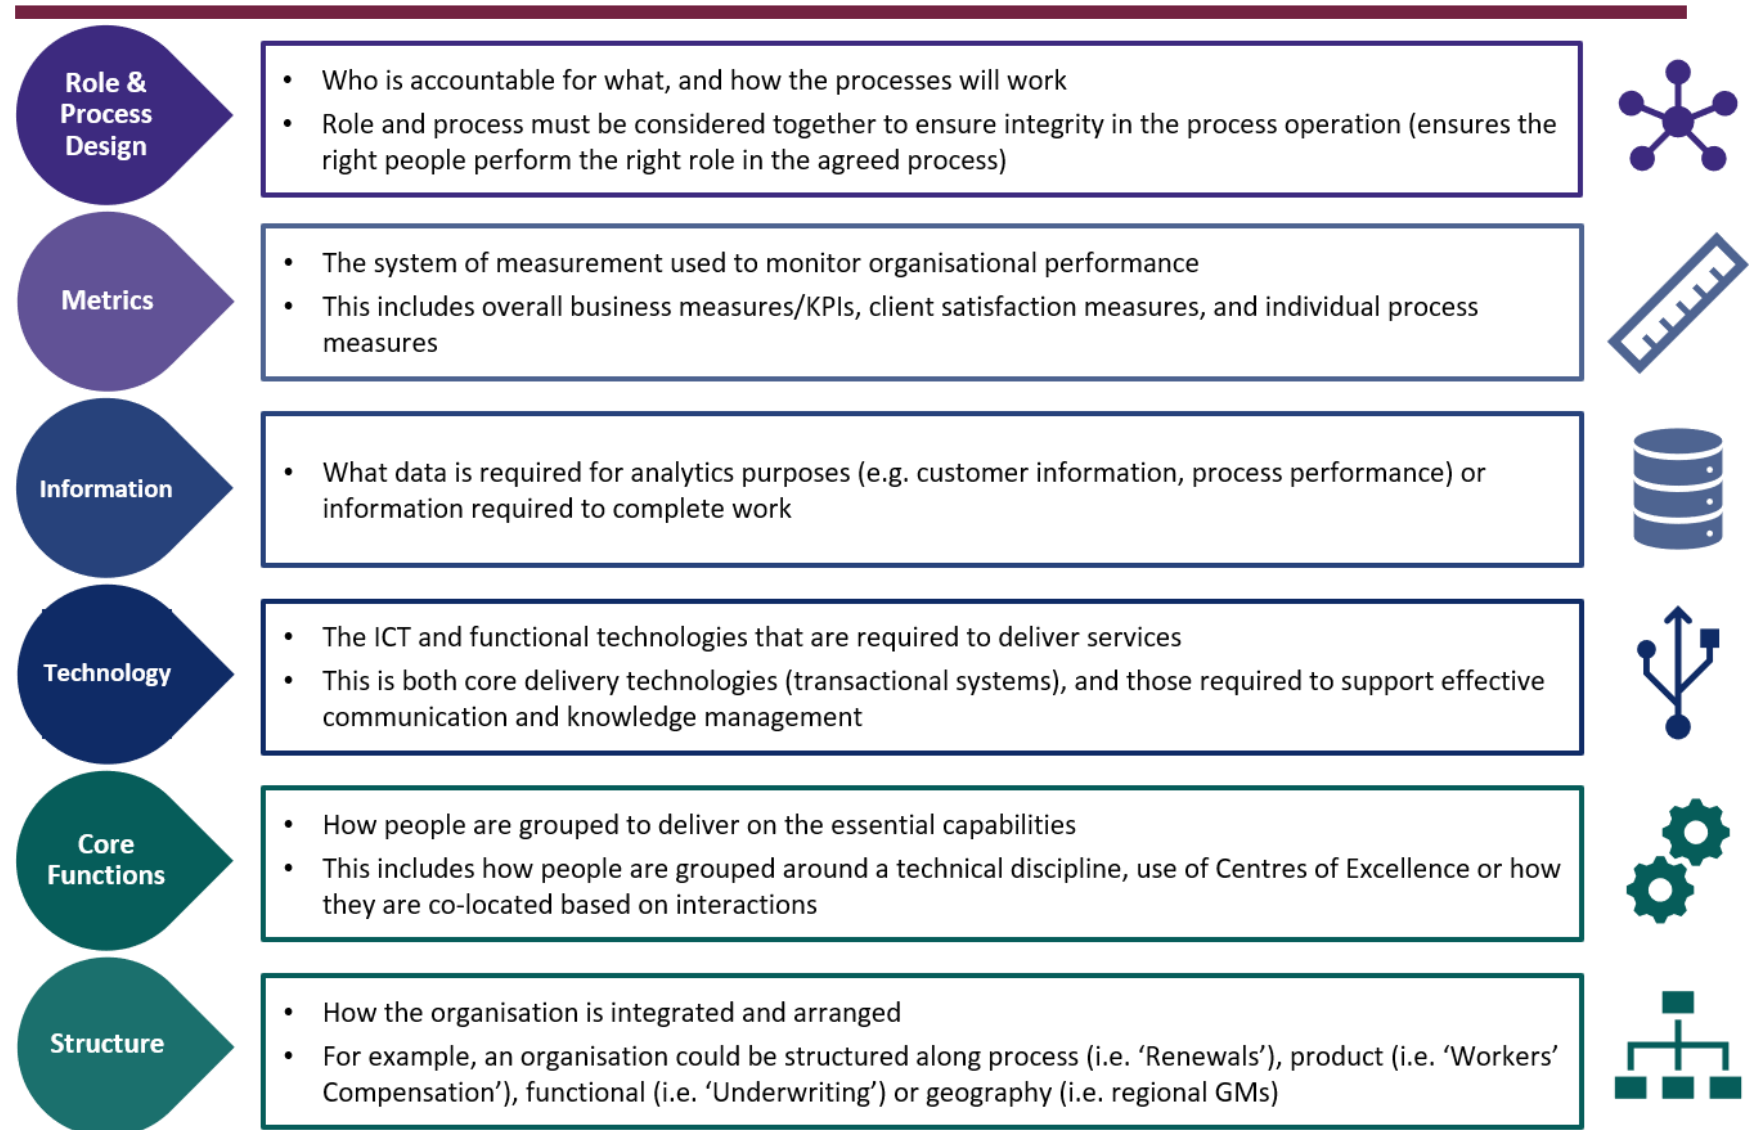 Role &
Process
Design
• Who is accountable for what, and how the processes will work
• Role and process must be considered together to ensure integrity in the process operation (ensures the
right people perform the right role in the agreed process)
Metrics
• The system of measurement used to monitor organisational performance
• This includes overall business measures/KPIs, client satisfaction measures, and individual process
measures
Information
• What data is required for analytics purposes (e.g. customer information, process performance) or
information required to complete work
Technology
• The ICT and functional technologies that are required to deliver services
• This is both core delivery technologies (transactional systems), and those required to support effective
communication and knowledge management
Core
Functions
• How people are grouped to deliver on the essential capabilities
• This includes how people are grouped around a technical discipline, use of Centres of Excellence or how
they are co-located based on interactions
Structure
• How the organisation is integrated and arranged
• For example, an organisation could be structured along process (i.e. ‘Renewals’), product (i.e. ‘Workers’
Compensation’), functional (i.e. ‘Underwriting’) or geography (i.e. regional GMs)